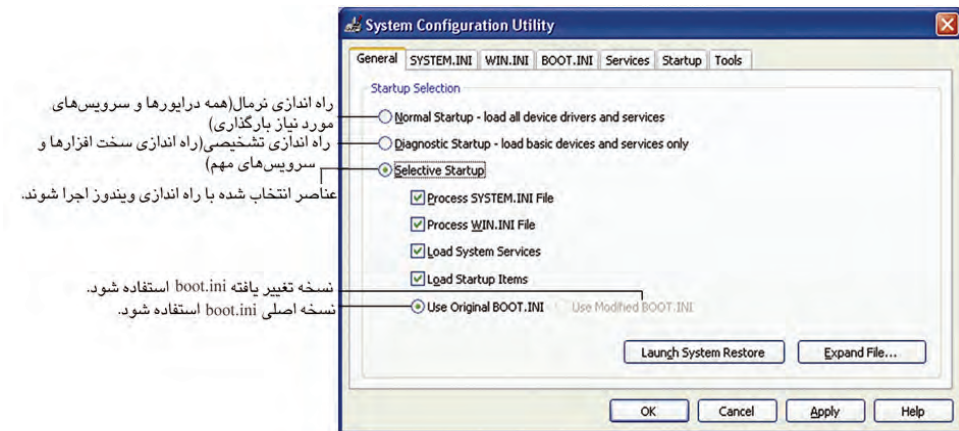 System Configuration Utility
General SYSTEM.INI WIN.INI BOOT.INI Services Startup Tools
Startup Selection
راه اندازی نرمال(همه درایورها و سرویس‌های
مورد نیاز بارگذاری)
Normal Startup - load all device drivers and services
راه اندازی تشخیصی(راه اندازی سخت افزارها و
سرویس‌های مهم)
Diagnostic Startup - load basic devices and services only
عناصر انتخاب شده با راه اندازی ویندوز اجرا شوند.
Selective Startup
Process SYSTEM.INI File
Process WIN.INI File
Load System Services
Load Startup Items
نسخه تغییر یافته boot.ini استفاده شود.
نسخه اصلی boot.ini استفاده شود.
Use Original BOOT.INI Use Modified BOOT.INI
Launch System Restore Expand File...
OK Cancel Apply Help